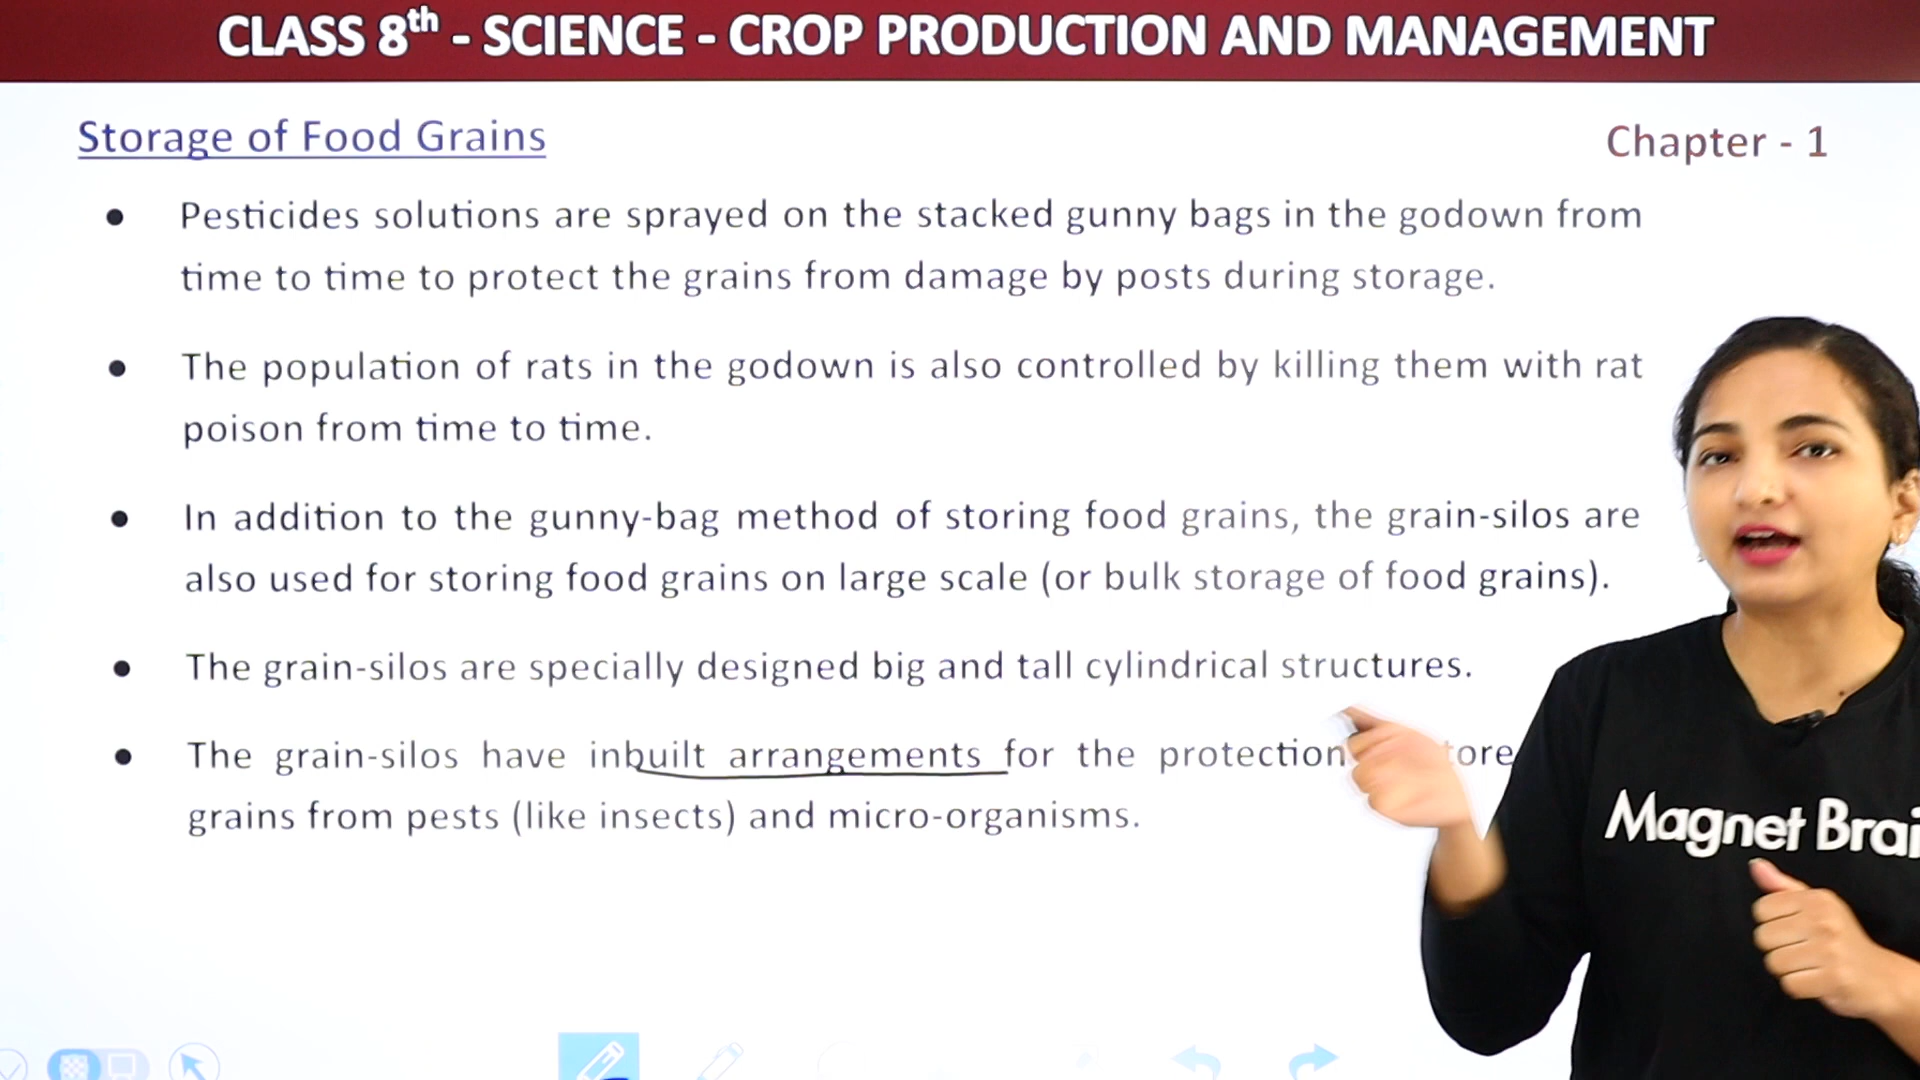 CLASS 8th - SCIENCE - CROP PRODUCTION AND MANAGEMENT
Storage of Food Grains
Chapter - 1
● Pesticides solutions are sprayed on the stacked gunny bags in the godown from
time to time to protect the grains from damage by posts during storage.
● The population of rats in the godown is also controlled by killing them with rat
poison from time to time.
● In addition to the gunny-bag method of storing food grains, the grain-silos are
also used for storing food grains on large scale (or bulk storage of food grains).
● The grain-silos are specially designed big and tall cylindrical structures.
● The grain-silos have inbuilt arrangements for the protection
grains from pests (like insects) and micro-organisms.
Magnet